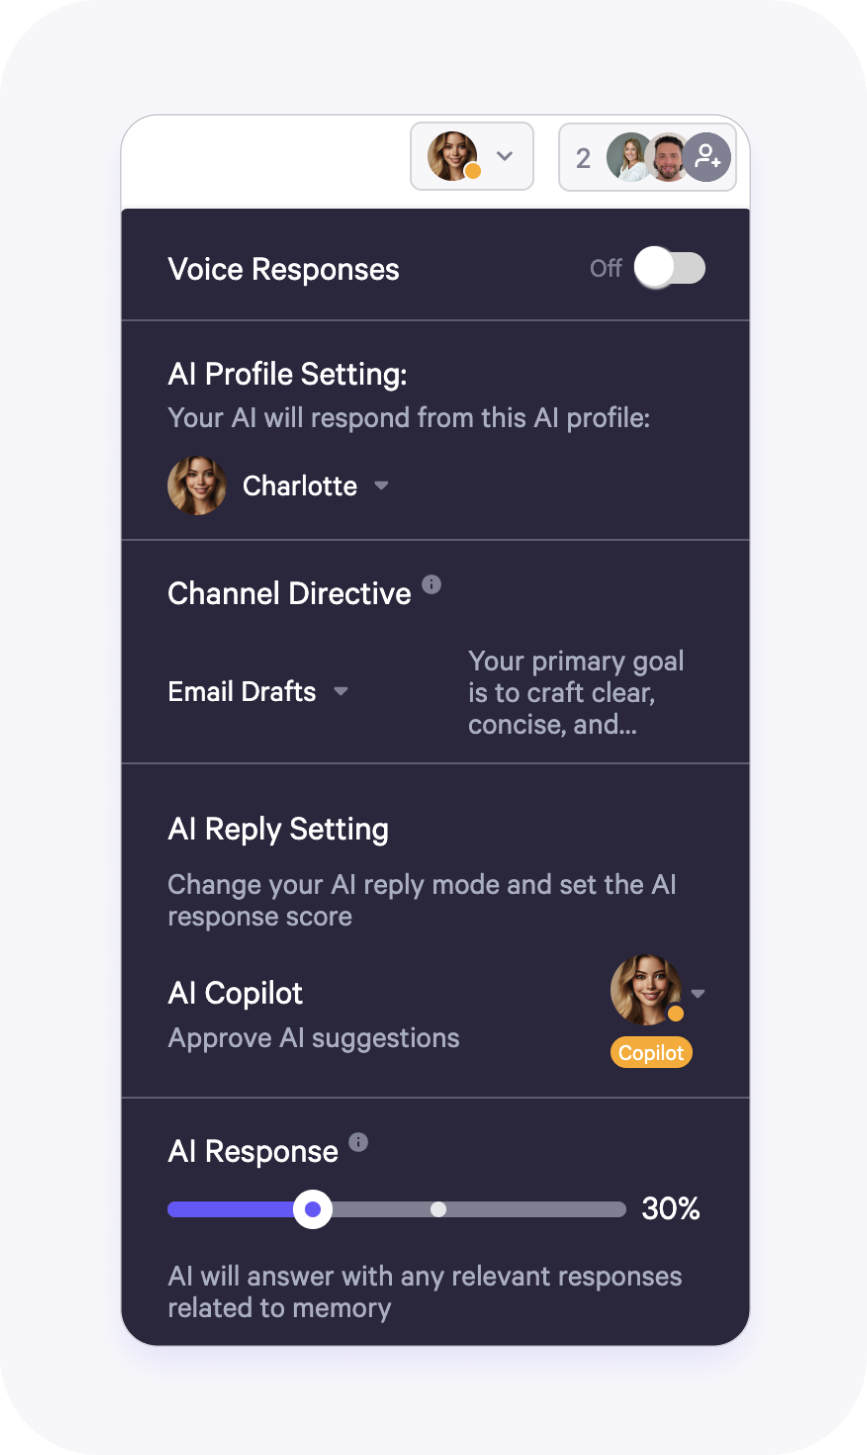 2
Voice Responses
Off
AI Profile Setting:
Your AI will respond from this AI profile:
Charlotte
Channel Directive
Email Drafts
Your primary goal
is to craft clear,
concise, and...
AI Reply Setting
Change your AI reply mode and set the AI
response score
AI Copilot
Approve AI suggestions
Copilot
AI Response
30%
AI will answer with any relevant responses
related to memory